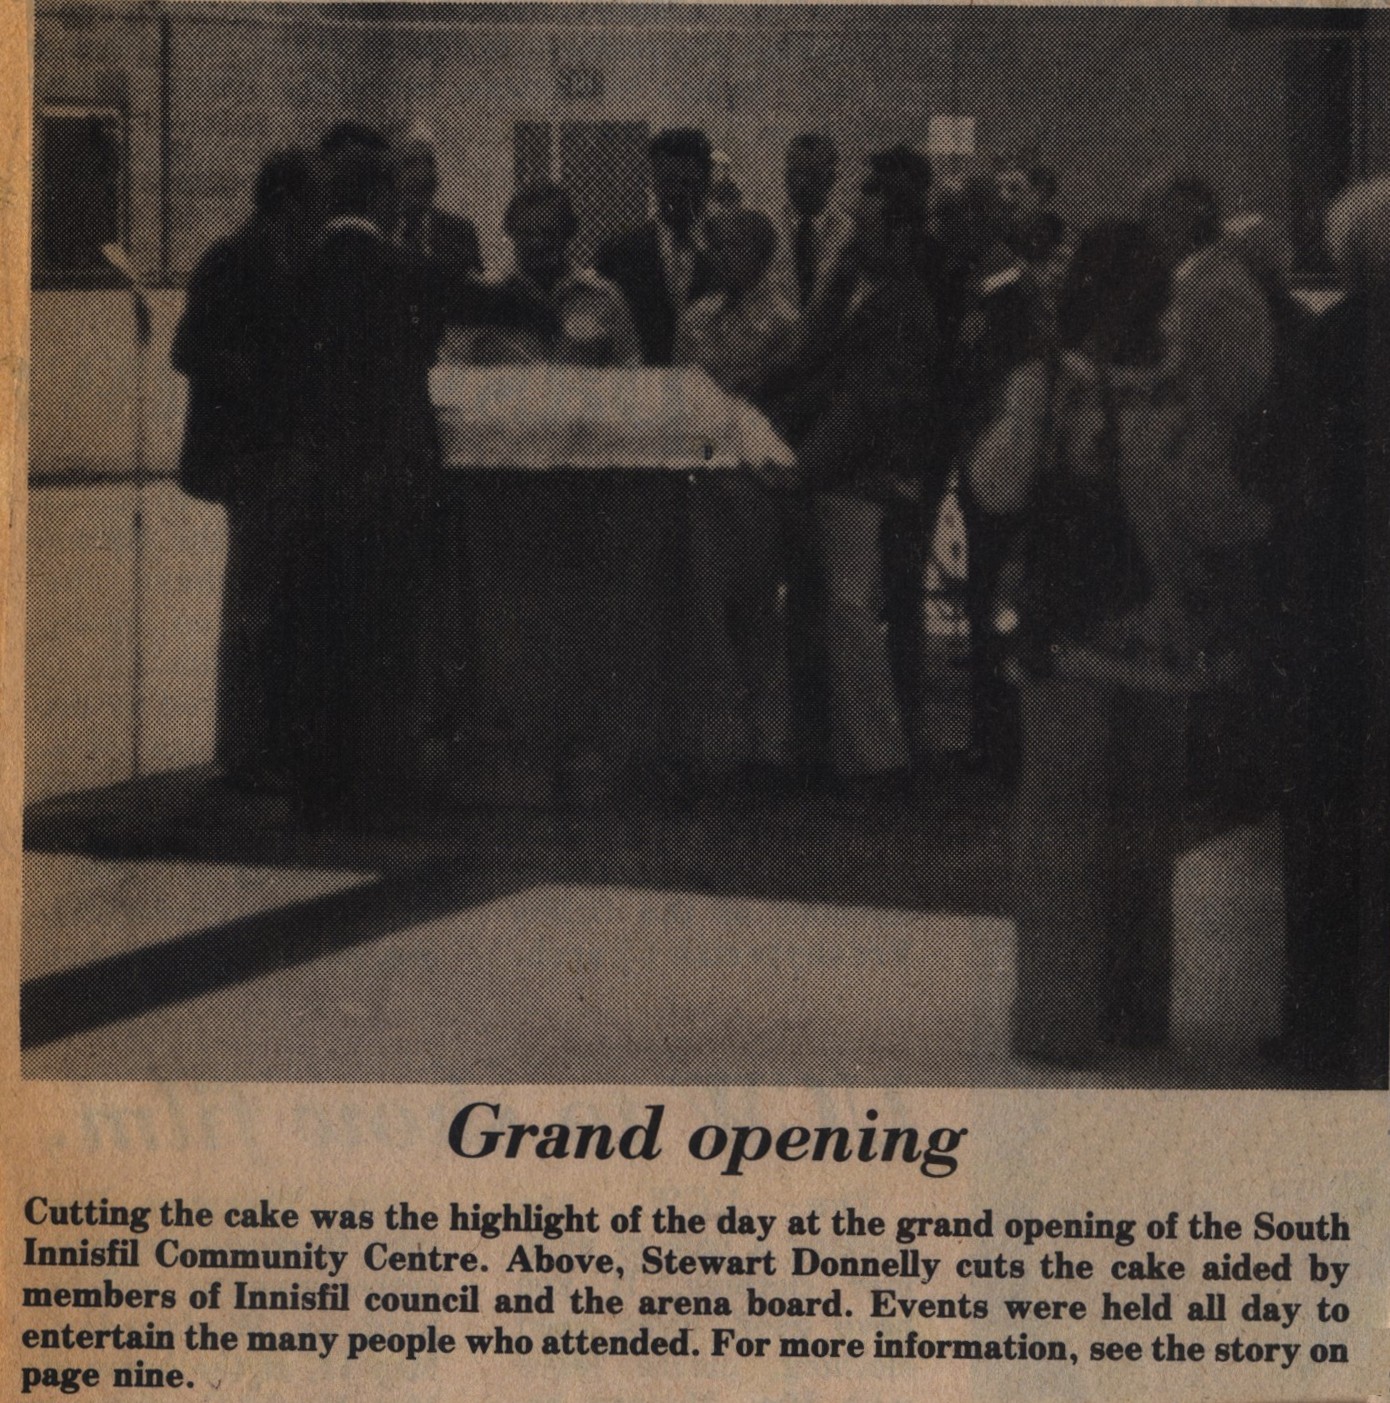 Grand opening
Cutting the cake was the highlight of the day at the grand opening of the South
Innisfil Community Centre. Above, Stewart Donnelly cuts the cake aided by
members of Innisfil council and the arena board. Events were held all day to
entertain the many people who attended. For more information, see the story on
page nine.